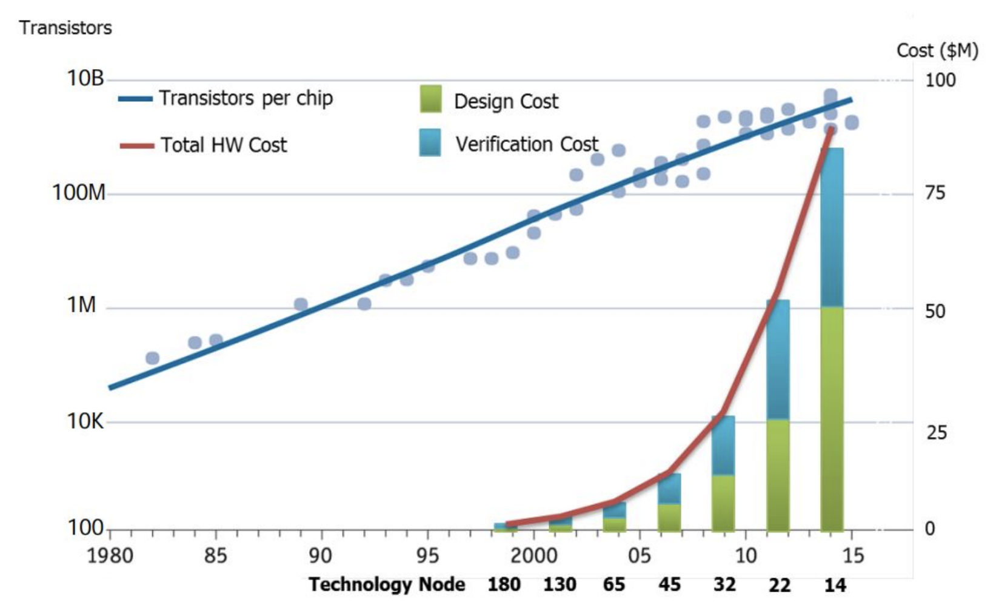 Transistors
Cost ($M)
10B
100
Transistors per chip
Design Cost
Total HW Cost
Verification Cost
100M
75
1M
50
10K
25
100
0
1980 85 90 95 2000 05 10 15
Technology Node 180 130 65 45 32 22 14